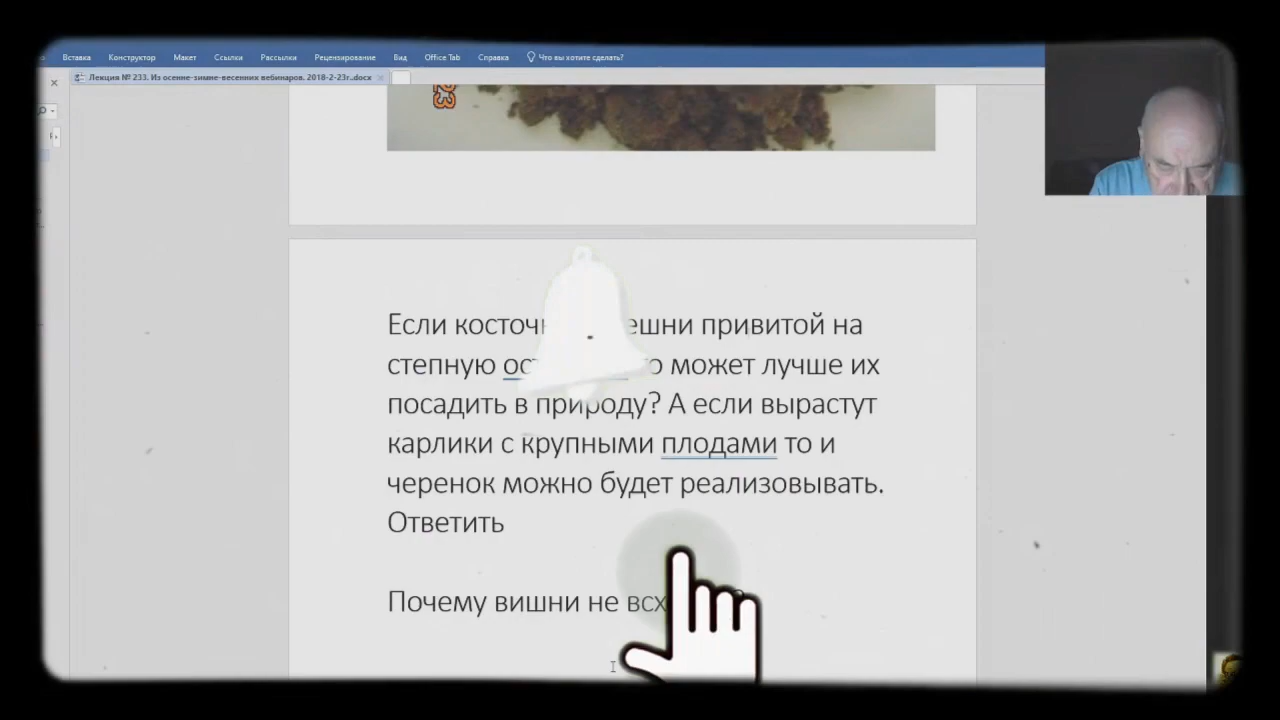 Вставка Конструктор Макет Ссылки Рассылки Рецензирование Вид Office Tab Справка Что вы хотите сделать?
Лекция № 233. Из осенне-зимне-весенних вебинаров. 2018-2-23г..docx
23
Если ешни привитой на
степную может лучше их
посадить в природу? А если вырастут
карлики с крупными плодами то и
черенок можно будет реализовывать.
Ответить
Почему вишни не